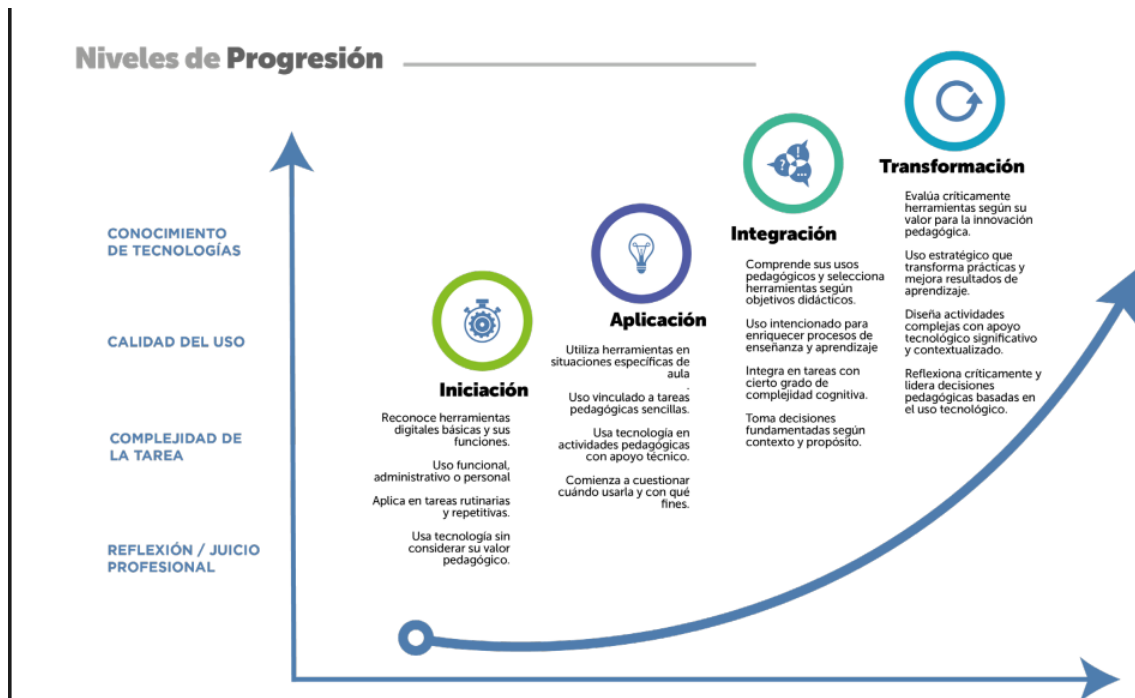 Niveles de Progresión
CONOCIMIENTO
DE TECNOLOGÍAS
CALIDAD DEL USO
COMPLEJIDAD DE
LA TAREA
REFLEXIÓN / JUICIO
PROFESIONAL
Iniciación
Reconoce herramientas
digitales básicas y sus
funciones.
Uso funcional,
administrativo o personal
Aplica en tareas rutinarias
y repetitivas.
Usa tecnología sin
considerar su valor
pedagógico.
Aplicación
Utiliza herramientas en
situaciones específicas de
aula
.
Uso vinculado a tareas
pedagógicas sencillas.
Usa tecnología en
actividades pedagógicas
con apoyo técnico.
Comienza a cuestionar
cuándo usarla y con qué
fines.
?
!
...
Integración
Comprende sus usos
pedagógicos y selecciona
herramientas según
objetivos didácticos.
Uso intencionado para
enriquecer procesos de
enseñanza y aprendizaje
Integra en tareas con
cierto grado de
complejidad cognitiva.
Toma decisiones
fundamentadas según
contexto y propósito.
Transformación
Evalúa críticamente
herramientas según su
valor para la innovación
pedagógica.
Uso estratégico que
transforma prácticas y
mejora resultados de
aprendizaje.
Diseña actividades
complejas con apoyo
tecnológico significativo
y contextualizado.
Reflexiona críticamente y
lidera decisiones
pedagógicas basadas en
el uso tecnológico.